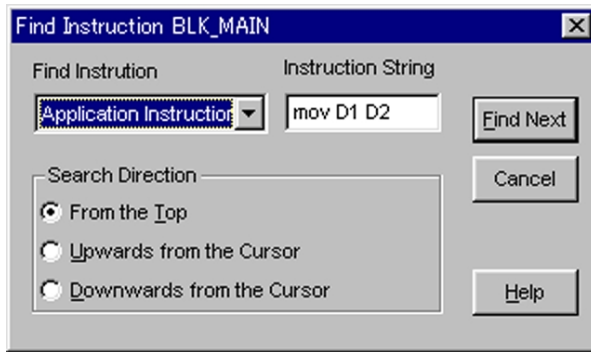 Find Instruction BLK_MAIN
Find Instrution
Instruction String
Application Instruction
mov D1 D2
Find Next
Search Direction
Cancel
From the Top
Upwards from the Cursor
Downwards from the Cursor
Help